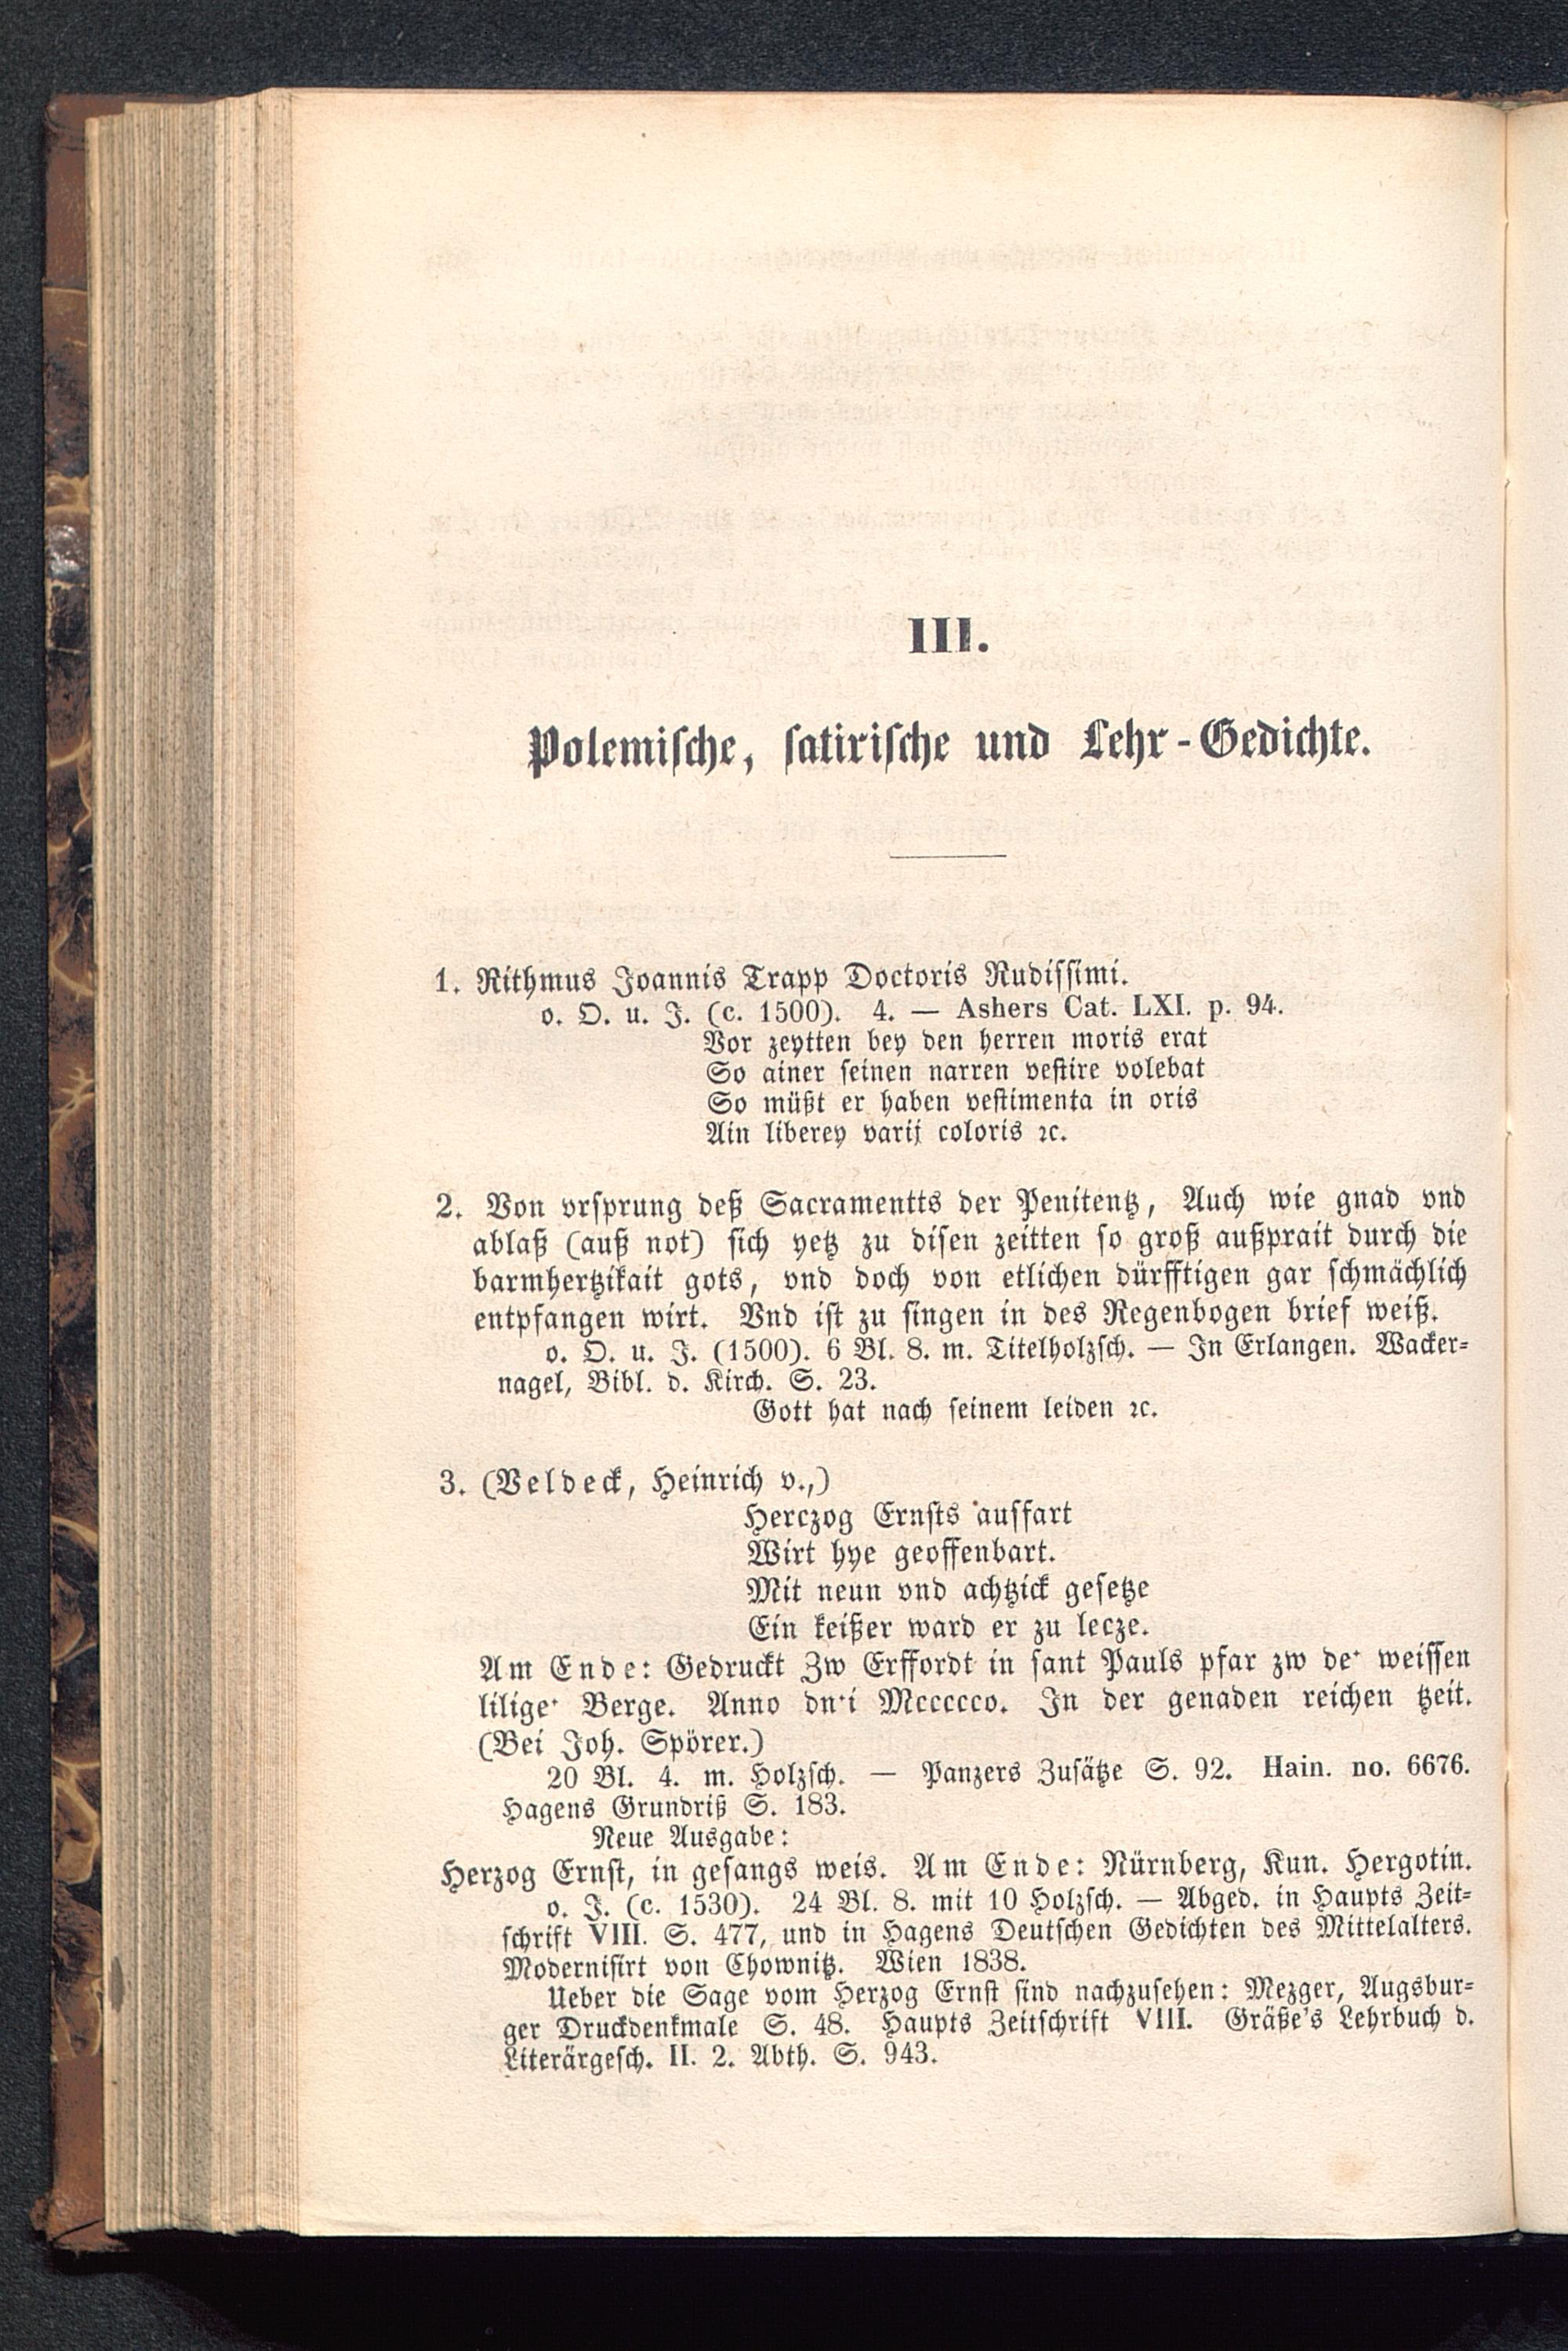 III.
Polemische, satirische und Lehr-Gedichte.
1. Rithmus Joannis Trapp Doctoris Rudissimi.
o. O. u. J. (c. 1500). 4. — Ashers Cat. LXI. p. 94.
Vor zeytten bey den herren moris erat
So ainer seinen narren vestire volebat
So müßt er haben vestimenta in oris
Ain liberey varij coloris ꝛc.
2. Von vrsprung deß Sacramentts der Penitentz, Auch wie gnad vnd
ablaß (auß not) sich yetz zu disen zeitten so groß außprait durch die
barmhertzikait gots, vnd doch von etlichen dürfftigen gar schmächlich
entpfangen wirt. Vnd ist zu singen in des Regenbogen brief weiß.
o. O. u. J. (1500). 6 Bl. 8. m. Titelholzsch. — In Erlangen. Wacker-
nagel, Bibl. d. Kirch. S. 23.
Gott hat nach seinem leiden ꝛc.
3. (Veldeck, Heinrich v.,)
Herczog Ernsts auffart
Wirt hye geoffenbart.
Mit neun vnd achtzick gesetze
Ein keißer ward er zu lecze.
Am Ende: Gedruckt Zw Erffordt in sant Pauls pfar zw de· weissen
lilige· Berge. Anno dn·i Mcccccco. In der genaden reichen tzeit.
(Bei Joh. Spörer.)
20 Bl. 4. m. Holzsch. — Panzers Zusätze S. 92. Hain. no. 6676.
Hagens Grundriß S. 183.
Neue Ausgabe:
Herzog Ernst, in gesangs weis. Am Ende: Nürnberg, Kun. Hergotin.
o. J. (c. 1530). 24 Bl. 8. mit 10 Holzsch. — Abged. in Haupts Zeit-
schrift VIII. S. 477, und in Hagens Deutschen Gedichten des Mittelalters.
Modernisirt von Chownitz. Wien 1838.
Ueber die Sage vom Herzog Ernst sind nachzusehen: Mezger, Augsbur-
ger Druckdenkmale S. 48. Haupts Zeitschrift VIII. Gräße's Lehrbuch d.
Literärgesch. II. 2. Abth. S. 943.